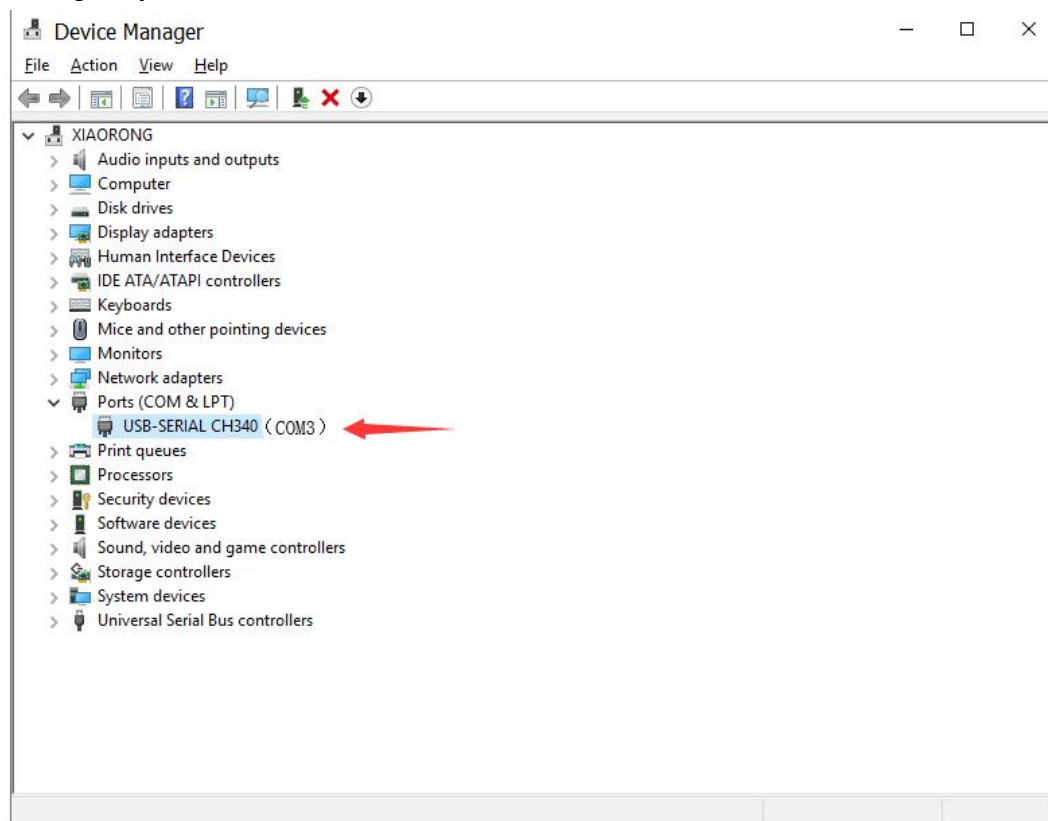 Device Manager
File Action View Help
XIAORONG
Audio inputs and outputs
Computer
Disk drives
Display adapters
Human Interface Devices
IDE ATA/ATAPI controllers
Keyboards
Mice and other pointing devices
Monitors
Network adapters
Ports (COM & LPT)
USB-SERIAL CH340（COM3）
Print queues
Processors
Security devices
Software devices
Sound, video and game controllers
Storage controllers
System devices
Universal Serial Bus controllers